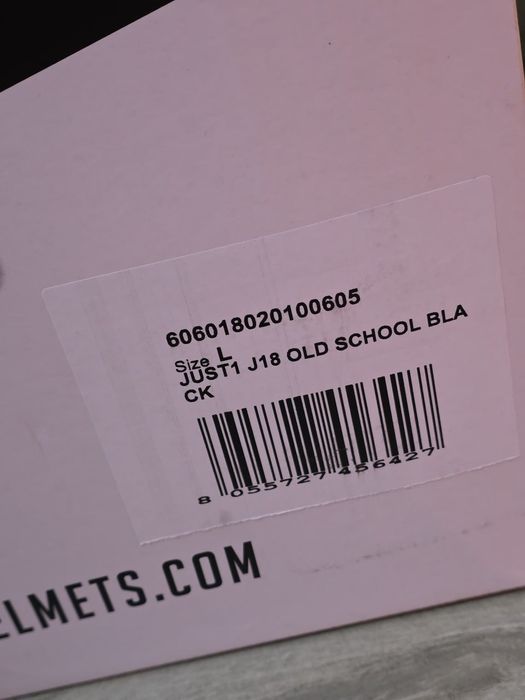 606018020100605
Size L
JUST1 J18 OLD SCHOOL BLA
CK
8 055727 456427
ELMETS.COM